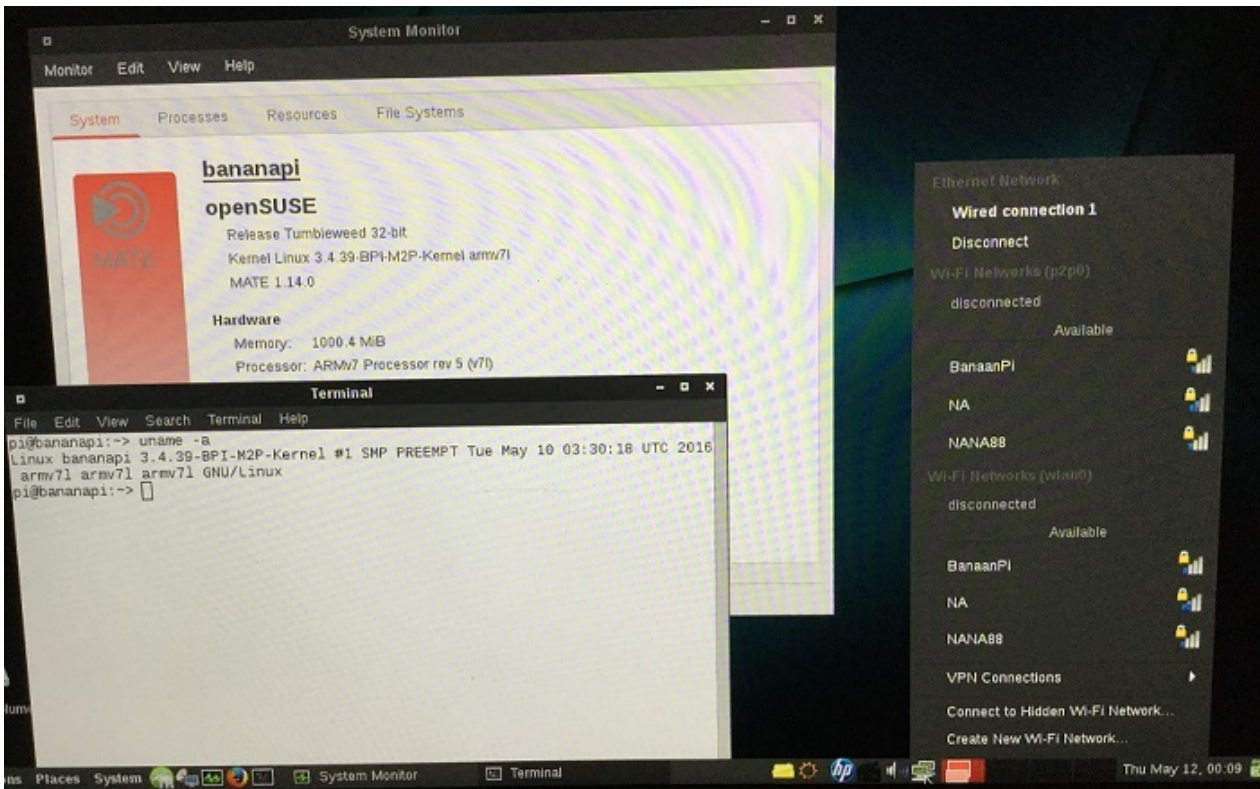 System Monitor
Monitor Edit View Help
System Processes Resources File Systems
bananapi
openSUSE
Release Tumbleweed 32-bit
Kernel Linux 3.4.39-BPI-M2P-Kernel armv7l
MATE 1.14.0
MATE
Hardware
Memory: 1000.4 MiB
Processor: ARMv7 Processor rev 5 (v7l)
Terminal
File Edit View Search Terminal Help
pi@bananapi:~> uname -a
Linux bananapi 3.4.39-BPI-M2P-Kernel #1 SMP PREEMPT Tue May 10 03:30:18 UTC 2016
armv7l armv7l armv7l GNU/Linux
pi@bananapi:~>
Ethernet Network
Wired connection 1
Disconnect
Wi-Fi Networks (p2p0)
disconnected
Available
BanaanPi
NA
NANA88
Wi-Fi Networks (wlan0)
disconnected
Available
BanaanPi
NA
NANA88
VPN Connections
Connect to Hidden Wi-Fi Network...
Create New Wi-Fi Network...
Places System System Monitor Terminal hp Thu May 12, 00:09